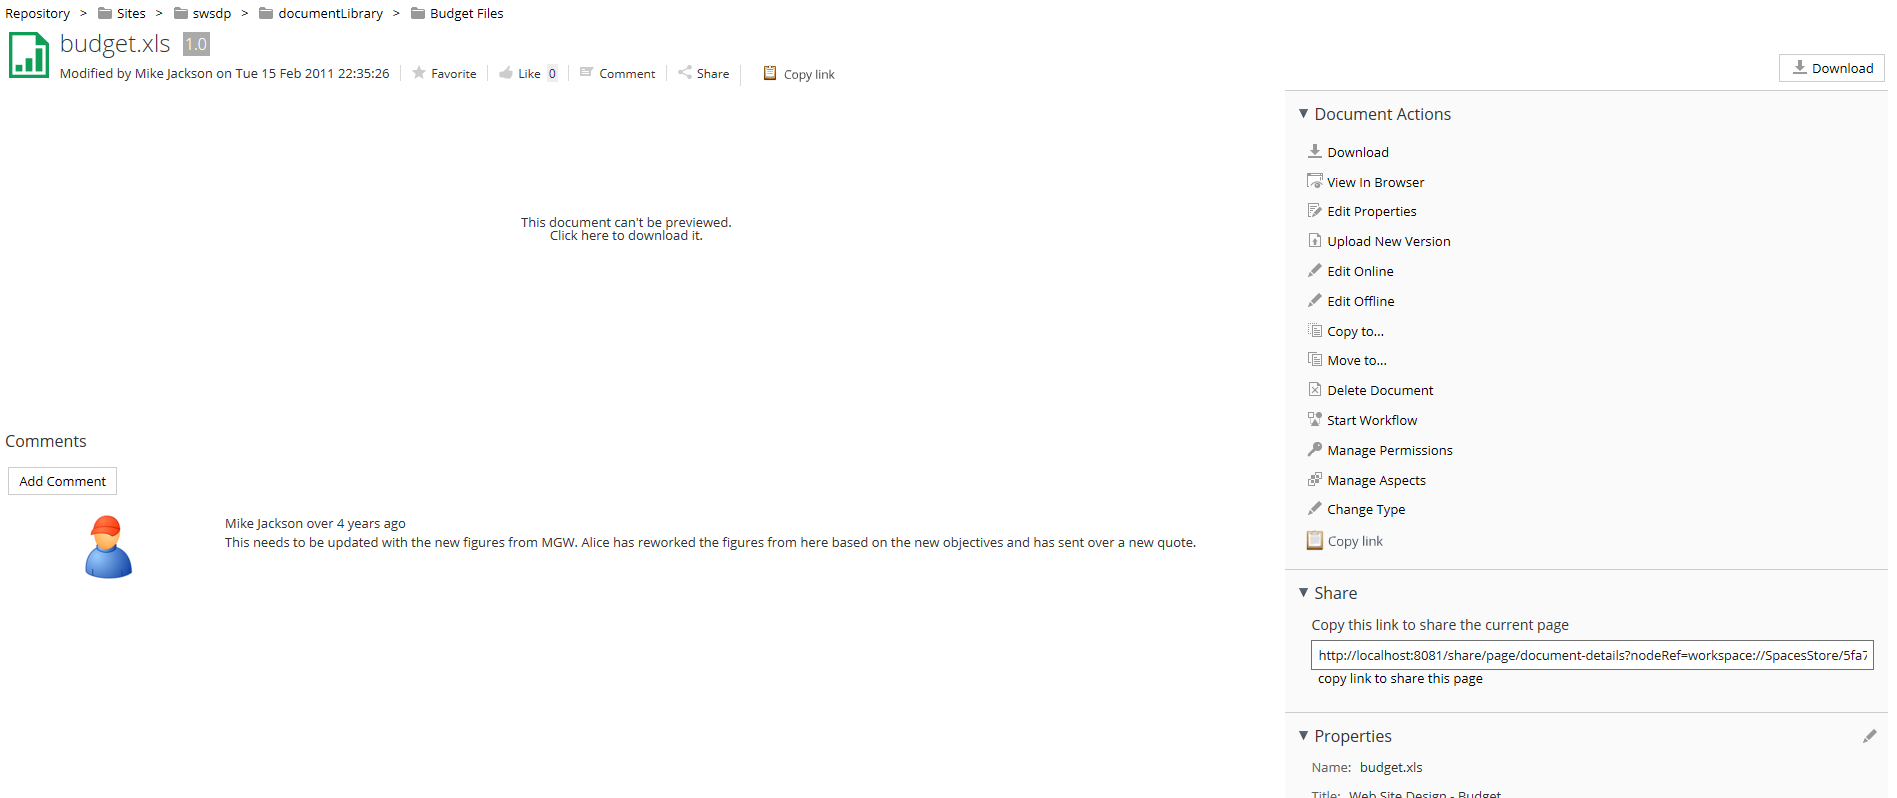 Repository > Sites > swsdp > documentLibrary > Budget Files
budget.xls 1.0
Modified by Mike Jackson on Tue 15 Feb 2011 22:35:26 Favorite Like 0 Comment Share Copy link
Download
This document can't be previewed.
Click here to download it.
Comments
Add Comment
Mike Jackson over 4 years ago
This needs to be updated with the new figures from MGW. Alice has reworked the figures from here based on the new objectives and has sent over a new quote.
Document Actions
Download
View In Browser
Edit Properties
Upload New Version
Edit Online
Edit Offline
Copy to...
Move to...
Delete Document
Start Workflow
Manage Permissions
Manage Aspects
Change Type
Copy link
Share
Copy this link to share the current page
http://localhost:8081/share/page/document-details?nodeRef=workspace://SpacesStore/5fa7
copy link to share this page
Properties
Name: budget.xls
Title: Web Site Design - Budget